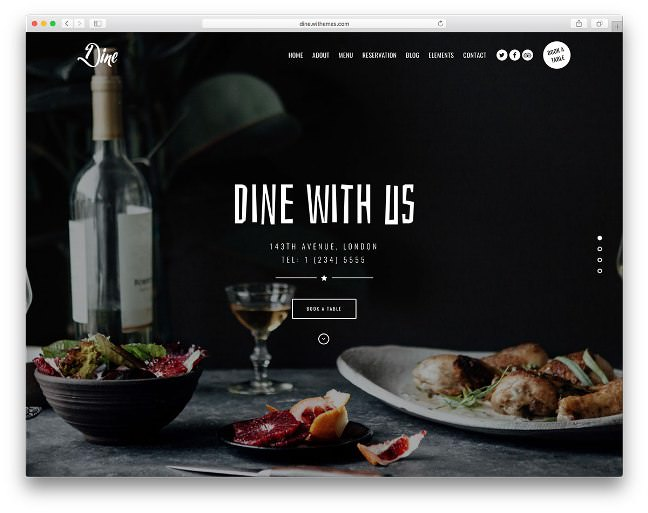 dine.withemes.com
Dine
HOME ABOUT MENU RESERVATION BLOG ELEMENTS CONTACT
BOOK A
TABLE
DINE WITH US
143TH AVENUE, LONDON
TEL: 1 (234) 5555
BOOK A TABLE